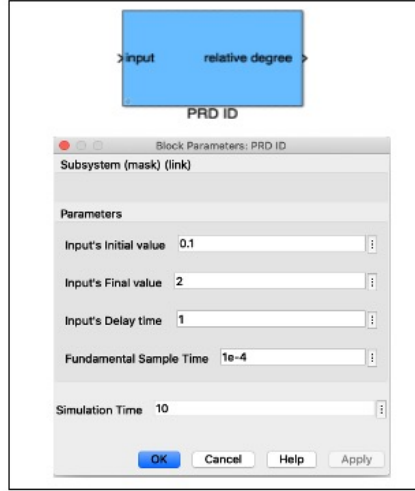 input relative degree
PRD ID
Block Parameters: PRD ID
Subsystem (mask) (link)
Parameters
Input's Initial value 0.1
Input's Final value 2
Input's Delay time 1
Fundamental Sample Time 1e-4
Simulation Time 10
OK Cancel Help Apply